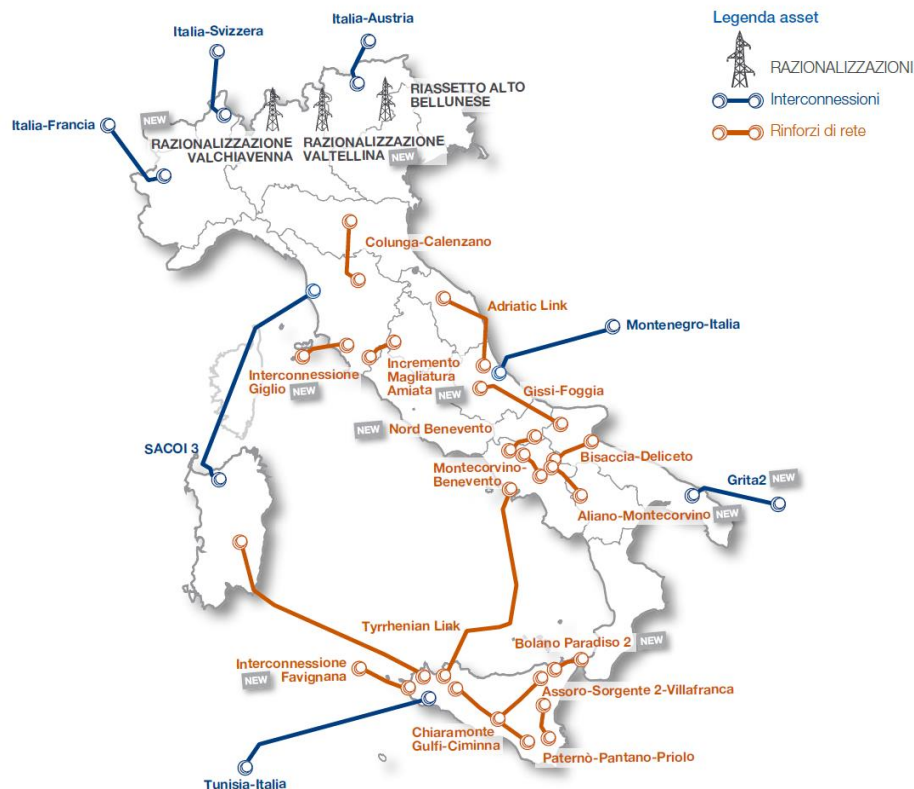 Legenda asset
RAZIONALIZZAZIONI
Interconnessioni
Rinforzi di rete
Italia-Austria
Italia-Svizzera
Italia-Francia
NEW
RIASSETTO ALTO
BELLUNESE
RAZIONALIZZAZIONE
VALCHIAVENNA
RAZIONALIZZAZIONE
VALTELLINA NEW
Colunga-Calenzano
Adriatic Link
Montenegro-Italia
Interconnessione
Giglio NEW
Incremento
Magliatura
Amiata NEW
Gissi-Foggia
NEW Nord Benevento
SACOI 3
Montecorvino-
Benevento
Bisaccia-Deliceto
Grita2 NEW
Aliano-Montecorvino NEW
Tyrrhenian Link
Bolano Paradiso 2 NEW
Interconnessione
NEW Favignana
Assoro-Sorgente 2-Villafranca
Chiaramonte
Gulfi-Ciminna
Paternò-Pantano-Priolo
Tunisia-Italia